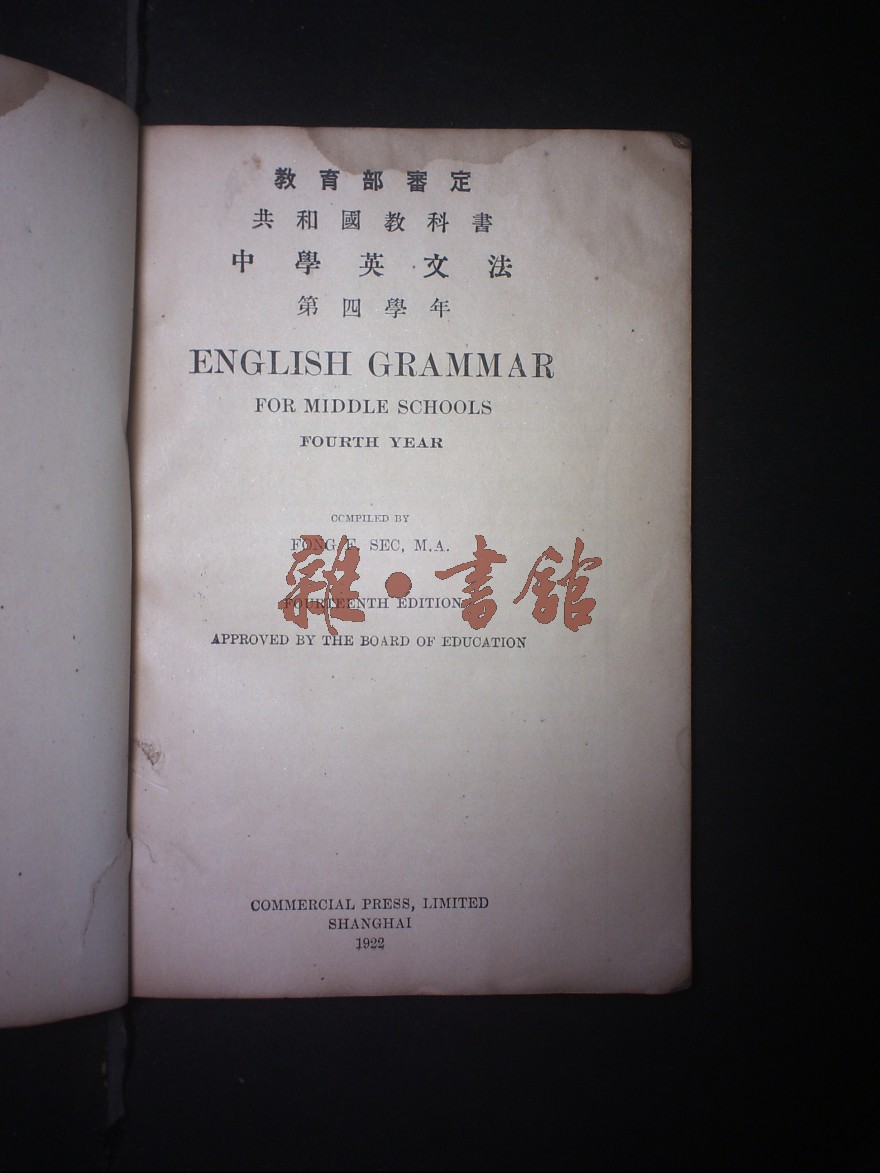 教育部審定
共和國教科書
中學英文法
第四學年
ENGLISH GRAMMAR
FOR MIDDLE SCHOOLS
FOURTH YEAR
COMPILED BY
FONG F. SEC, M.A.
雜•書館
FOURTEENTH EDITION
APPROVED BY THE BOARD OF EDUCATION
COMMERCIAL PRESS, LIMITED
SHANGHAI
1922